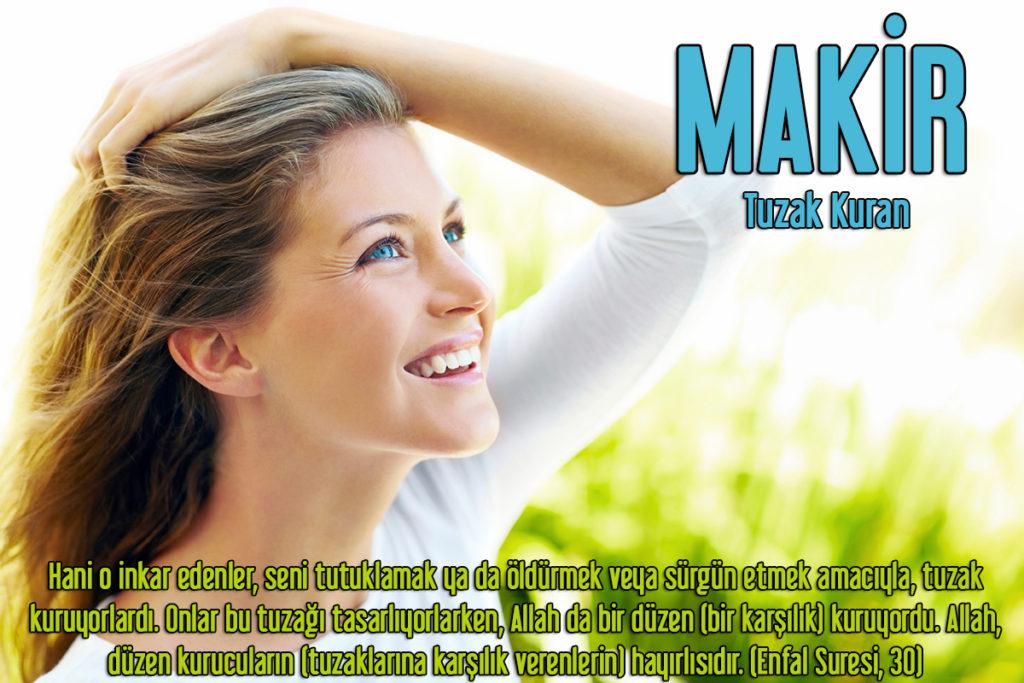 MAKİR
Tuzak Kuran
Hani o inkar edenler, seni tutuklamak ya da öldürmek veya sürgün etmek amacıyla, tuzak
kuruyorlardı. Onlar bu tuzağı tasarlıyorlarken, Allah da bir düzen (bir karşılık) kuruyordu. Allah,
düzen kurucuların (tuzaklarına karşılık verenlerin) hayırlısıdır. (Enfal Suresi, 30)